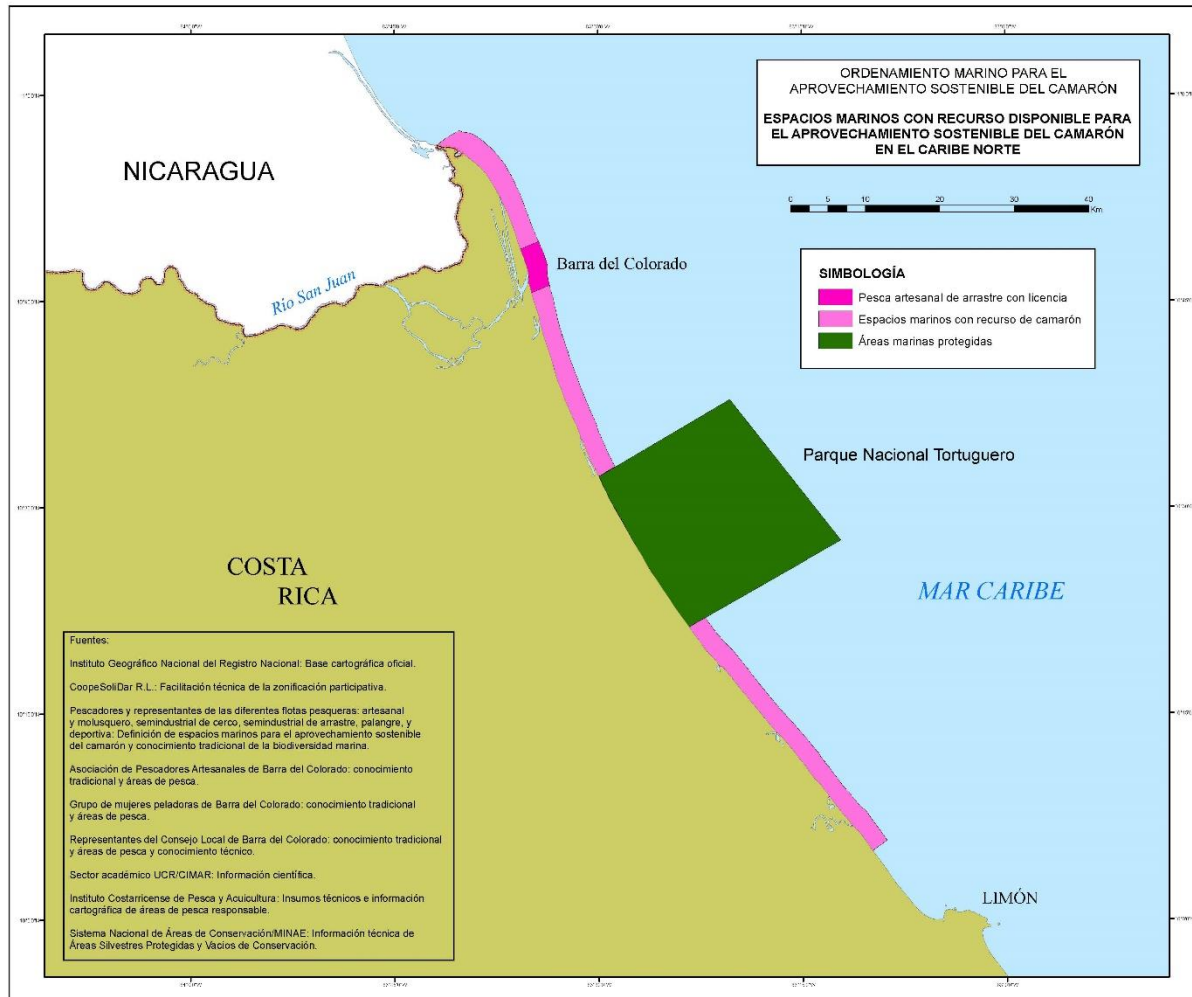 ORDENAMIENTO MARINO PARA EL
APROVECHAMIENTO SOSTENIBLE DEL CAMARÓN
ESPACIOS MARINOS CON RECURSO DISPONIBLE PARA
EL APROVECHAMIENTO SOSTENIBLE DEL CAMARÓN
EN EL CARIBE NORTE
0 5 10 20 30 40
Km
NICARAGUA
Barra del Colorado
Río San Juan
SIMBOLOGÍA
Pesca artesanal de arrastre con licencia
Espacios marinos con recurso de camarón
Áreas marinas protegidas
Parque Nacional Tortuguero
COSTA
RICA
MAR CARIBE
LIMÓN
Fuentes:
Instituto Geográfico Nacional del Registro Nacional: Base cartográfica oficial.
CoopeSoliDar R.L.: Facilitación técnica de la zonificación participativa.
Pescadores y representantes de las diferentes flotas pesqueras: artesanal
y molusquero, semindustrial de cerco, semindustrial de arrastre, palangre, y
deportiva: Definición de espacios marinos para el aprovechamiento sostenible
del camarón y conocimiento tradicional de la biodiversidad marina.
Asociación de Pescadores Artesanales de Barra del Colorado: conocimiento
tradicional y áreas de pesca.
Grupo de mujeres peladoras de Barra del Colorado: conocimiento tradicional
y áreas de pesca.
Representantes del Consejo Local de Barra del Colorado: conocimiento tradicional
y áreas de pesca y conocimiento técnico.
Sector académico UCR/CIMAR: Información científica.
Instituto Costarricense de Pesca y Acuicultura: Insumos técnicos e información
cartográfica de áreas de pesca responsable.
Sistema Nacional de Áreas de Conservación/MINAE: Información técnica de
Áreas Silvestres Protegidas y Vacíos de Conservación.